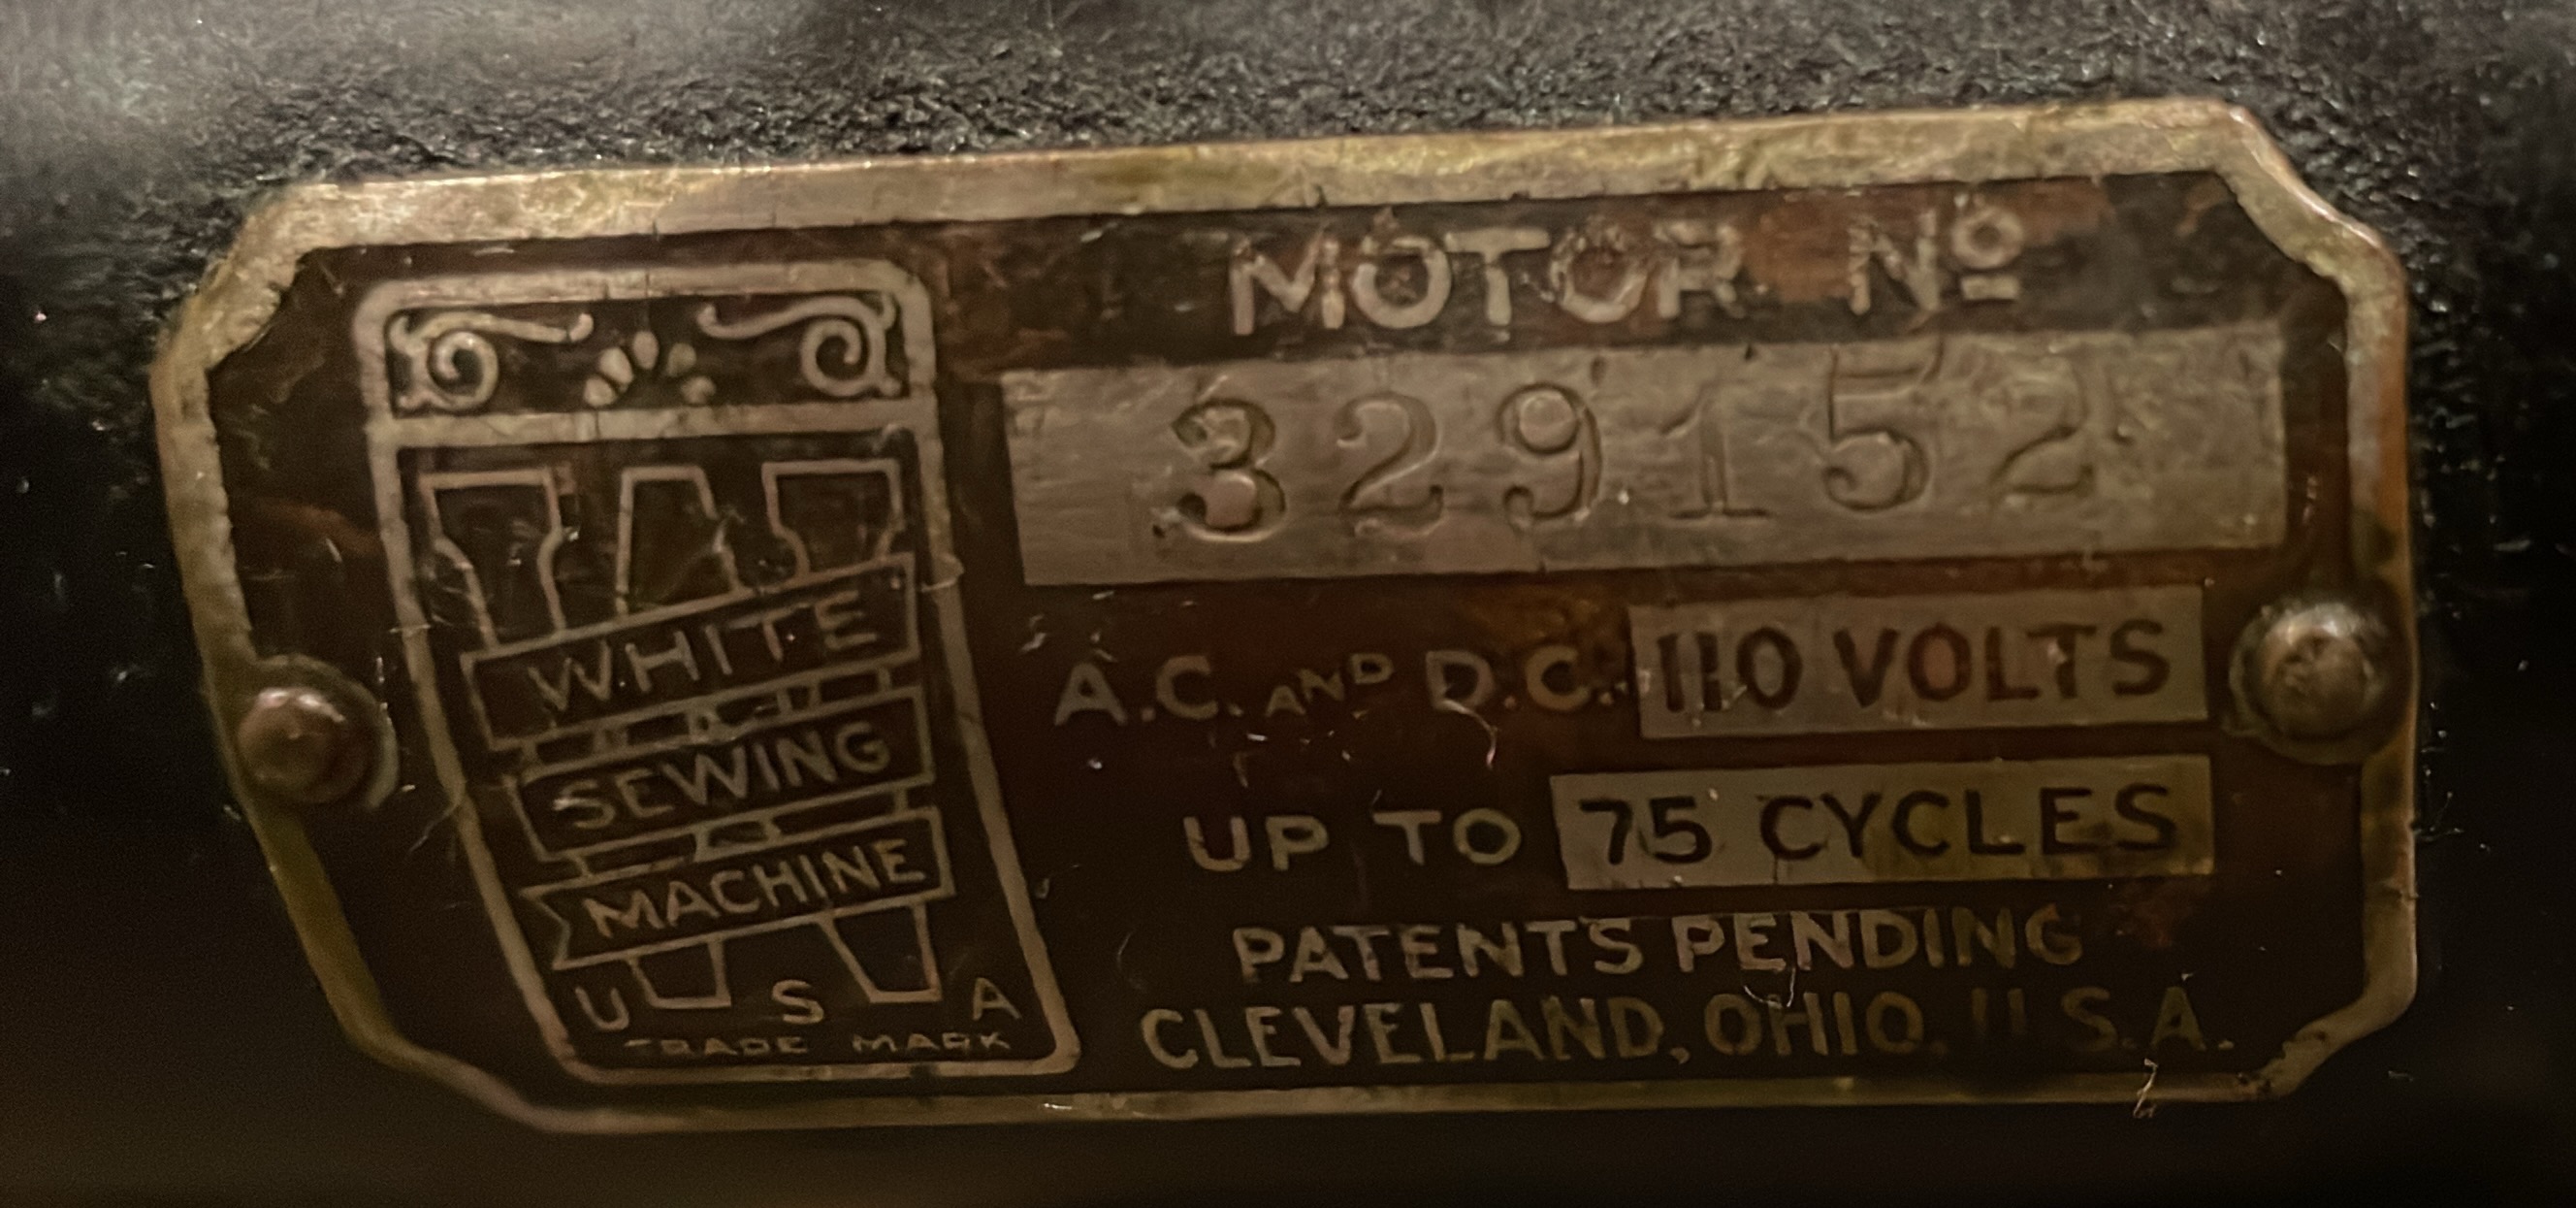 WHITE
SEWING
MACHINE
U S A
TRADE MARK
MOTOR Nº
329152
A.C. AND D.C. 110 VOLTS
UP TO 75 CYCLES
PATENTS PENDING
CLEVELAND, OHIO, U.S.A.